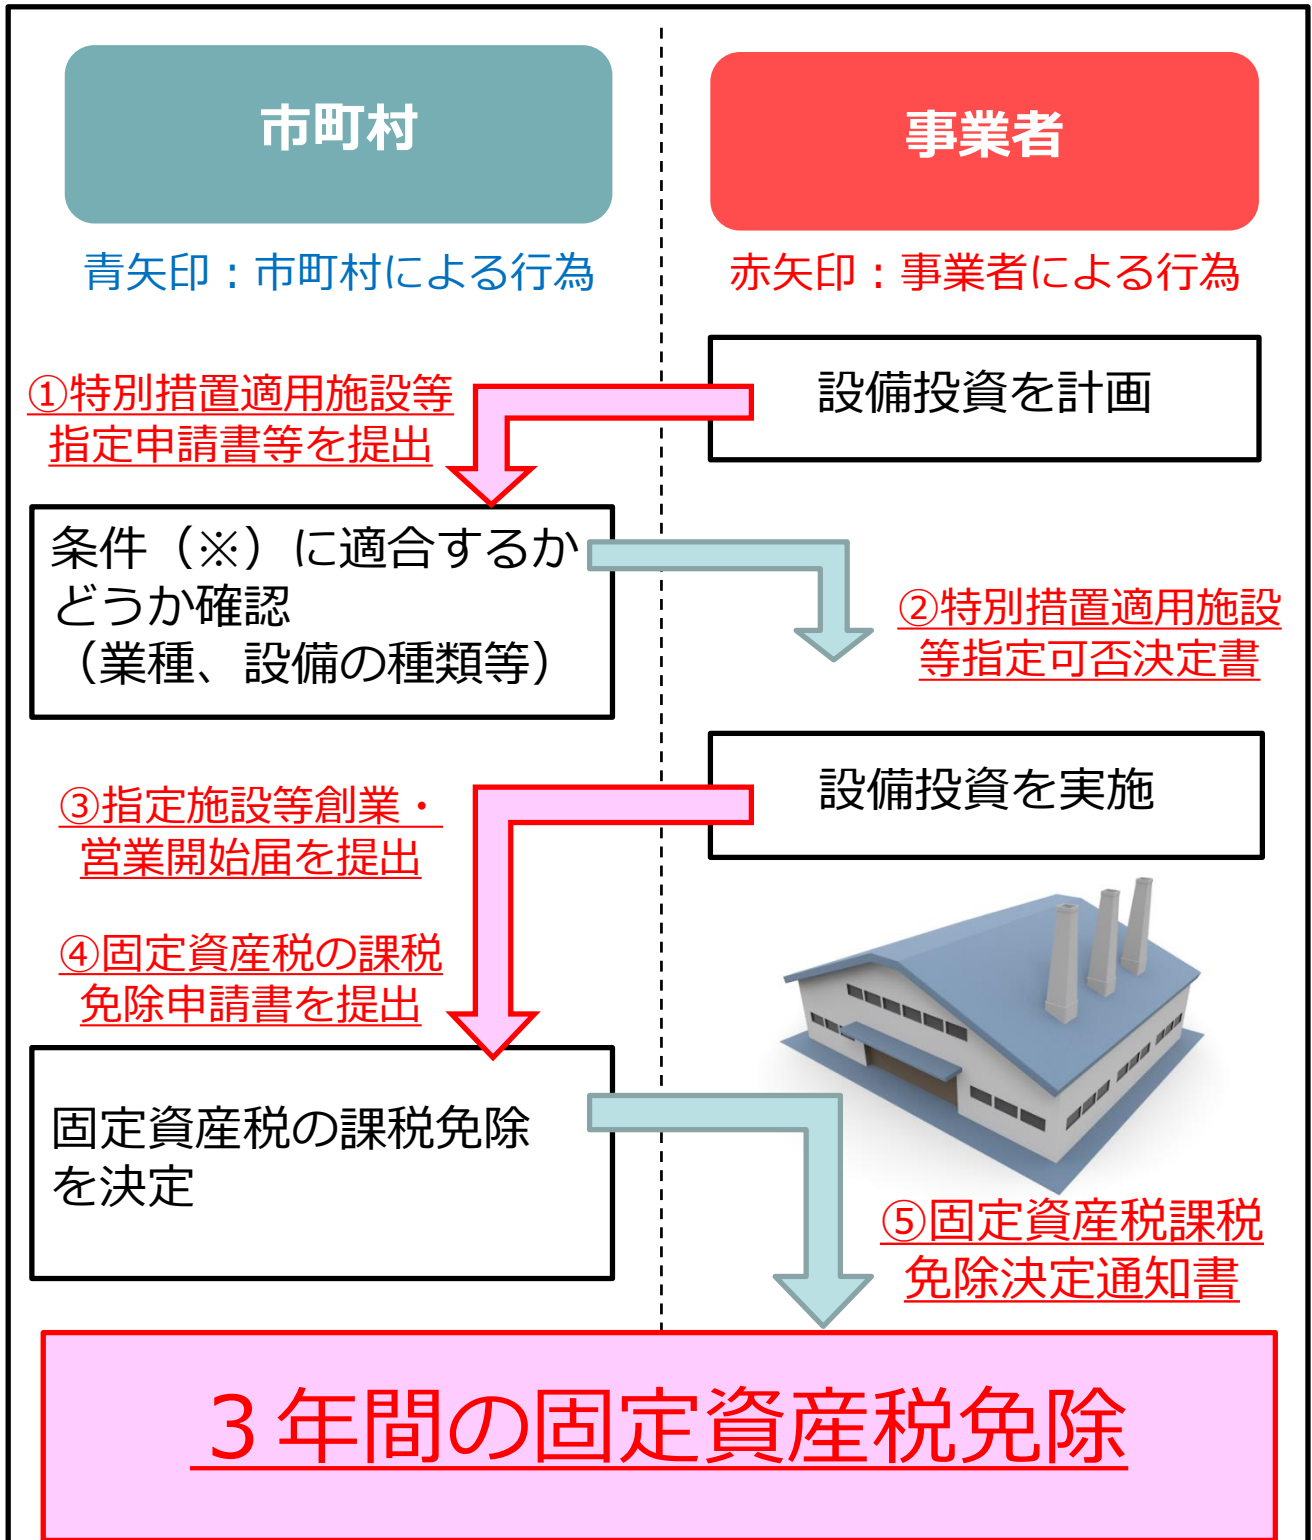 市町村
事業者
青矢印：市町村による行為
赤矢印：事業者による行為
設備投資を計画
①特別措置適用施設等
指定申請書等を提出
条件（※）に適合するか
どうか確認
（業種、設備の種類等）
②特別措置適用施設
等指定可否決定書
設備投資を実施
③指定施設等創業・
営業開始届を提出
④固定資産税の課税
免除申請書を提出
固定資産税の課税免除
を決定
⑤固定資産税課税
免除決定通知書
３年間の固定資産税免除